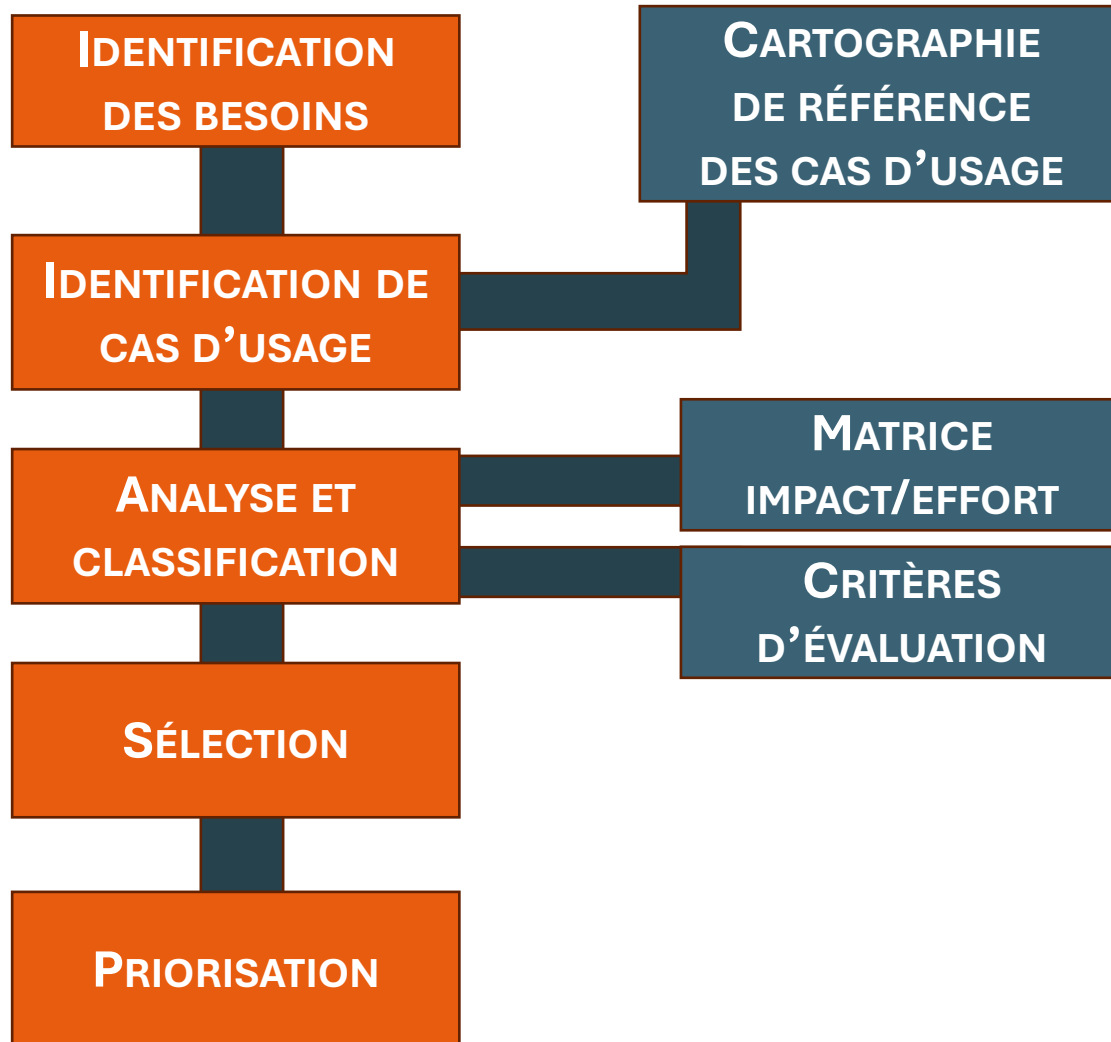 Identification
des besoins
Cartographie
de référence
des cas d'usage
Identification de
cas d'usage
Analyse et
classification
Matrice
impact/effort
Critères
d'évaluation
Sélection
Priorisation